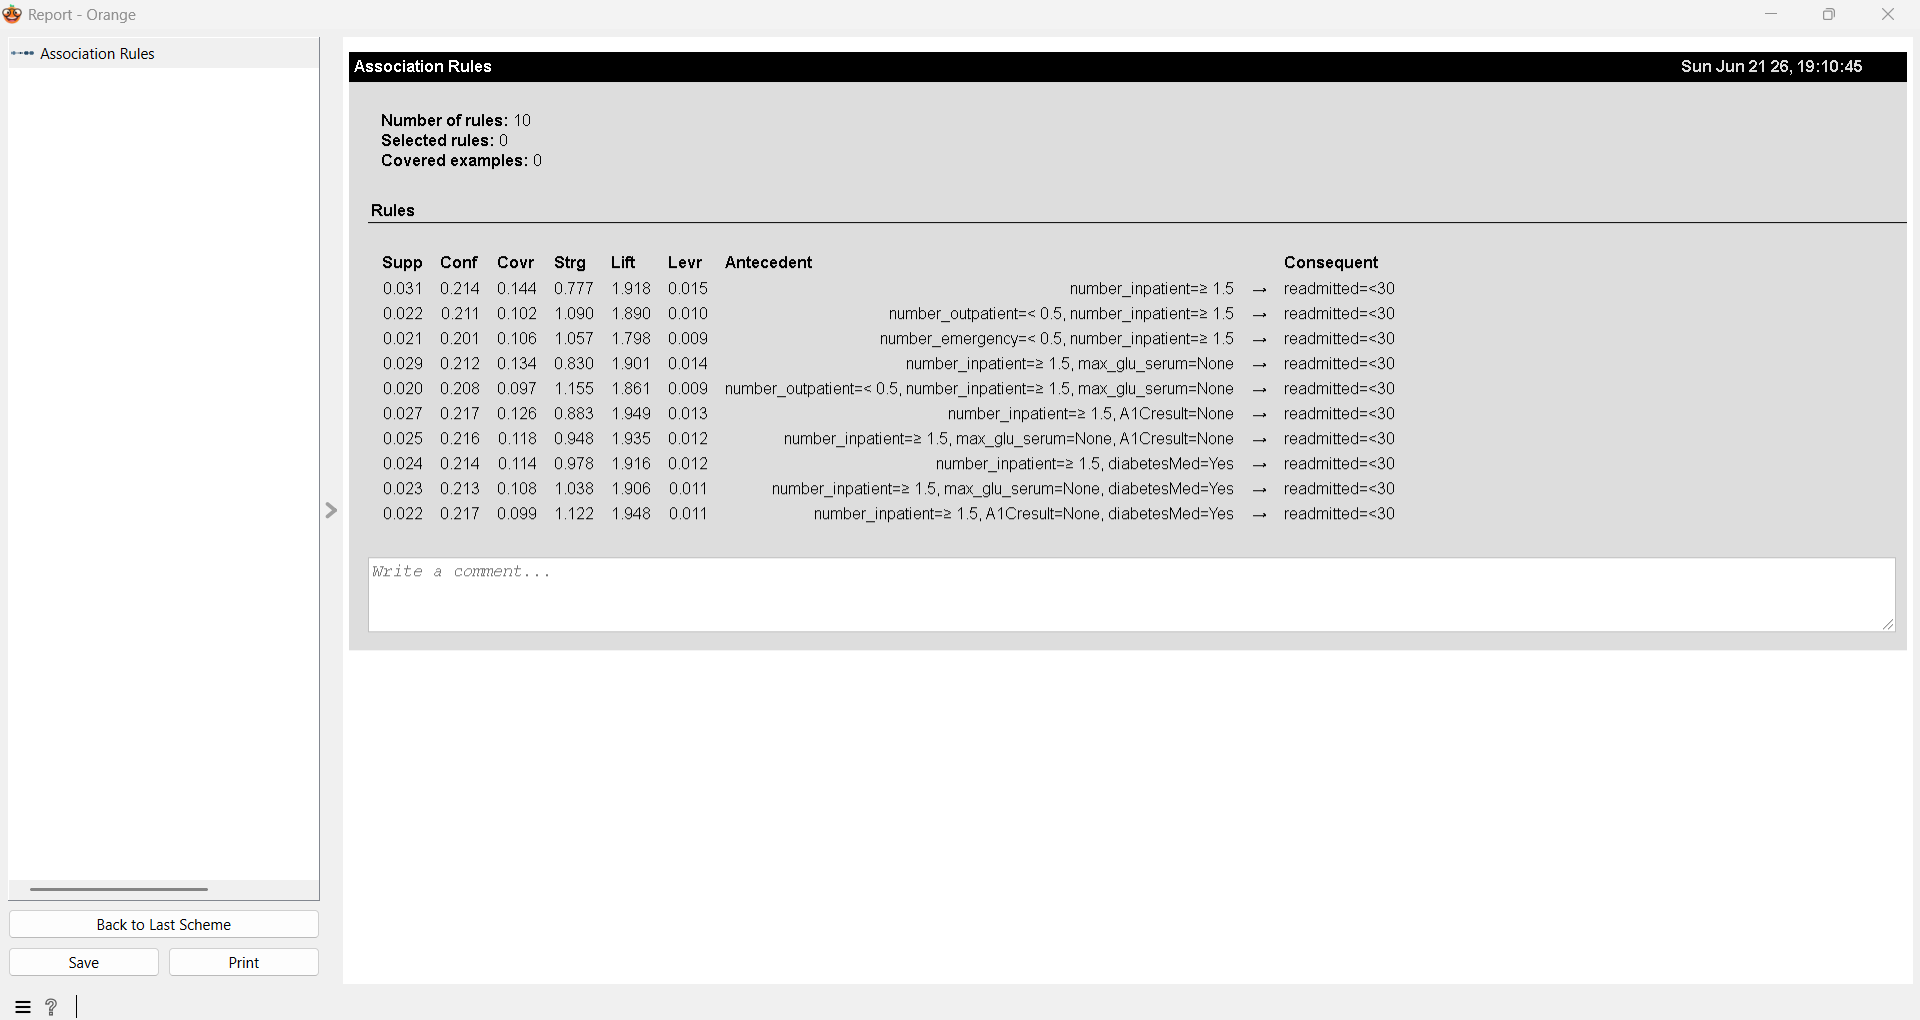 Report - Orange
Association Rules
Association Rules Sun Jun 21 26, 19:10:45
Number of rules: 10
Selected rules: 0
Covered examples: 0
Rules
Supp Conf Covr Strg Lift Levr Antecedent Consequent
0.031 0.214 0.144 0.777 1.918 0.015 number_inpatient=≥ 1.5 → readmitted=<30
0.022 0.211 0.102 1.090 1.890 0.010 number_outpatient=< 0.5, number_inpatient=≥ 1.5 → readmitted=<30
0.021 0.201 0.106 1.057 1.798 0.009 number_emergency=< 0.5, number_inpatient=≥ 1.5 → readmitted=<30
0.029 0.212 0.134 0.830 1.901 0.014 number_inpatient=≥ 1.5, max_glu_serum=None → readmitted=<30
0.020 0.208 0.097 1.155 1.861 0.009 number_outpatient=< 0.5, number_inpatient=≥ 1.5, max_glu_serum=None → readmitted=<30
0.027 0.217 0.126 0.883 1.949 0.013 number_inpatient=≥ 1.5, A1Cresult=None → readmitted=<30
0.025 0.216 0.118 0.948 1.935 0.012 number_inpatient=≥ 1.5, max_glu_serum=None, A1Cresult=None → readmitted=<30
0.024 0.214 0.114 0.978 1.916 0.012 number_inpatient=≥ 1.5, diabetesMed=Yes → readmitted=<30
0.023 0.213 0.108 1.038 1.906 0.011 number_inpatient=≥ 1.5, max_glu_serum=None, diabetesMed=Yes → readmitted=<30
0.022 0.217 0.099 1.122 1.948 0.011 number_inpatient=≥ 1.5, A1Cresult=None, diabetesMed=Yes → readmitted=<30
Write a comment...
Back to Last Scheme
Save Print